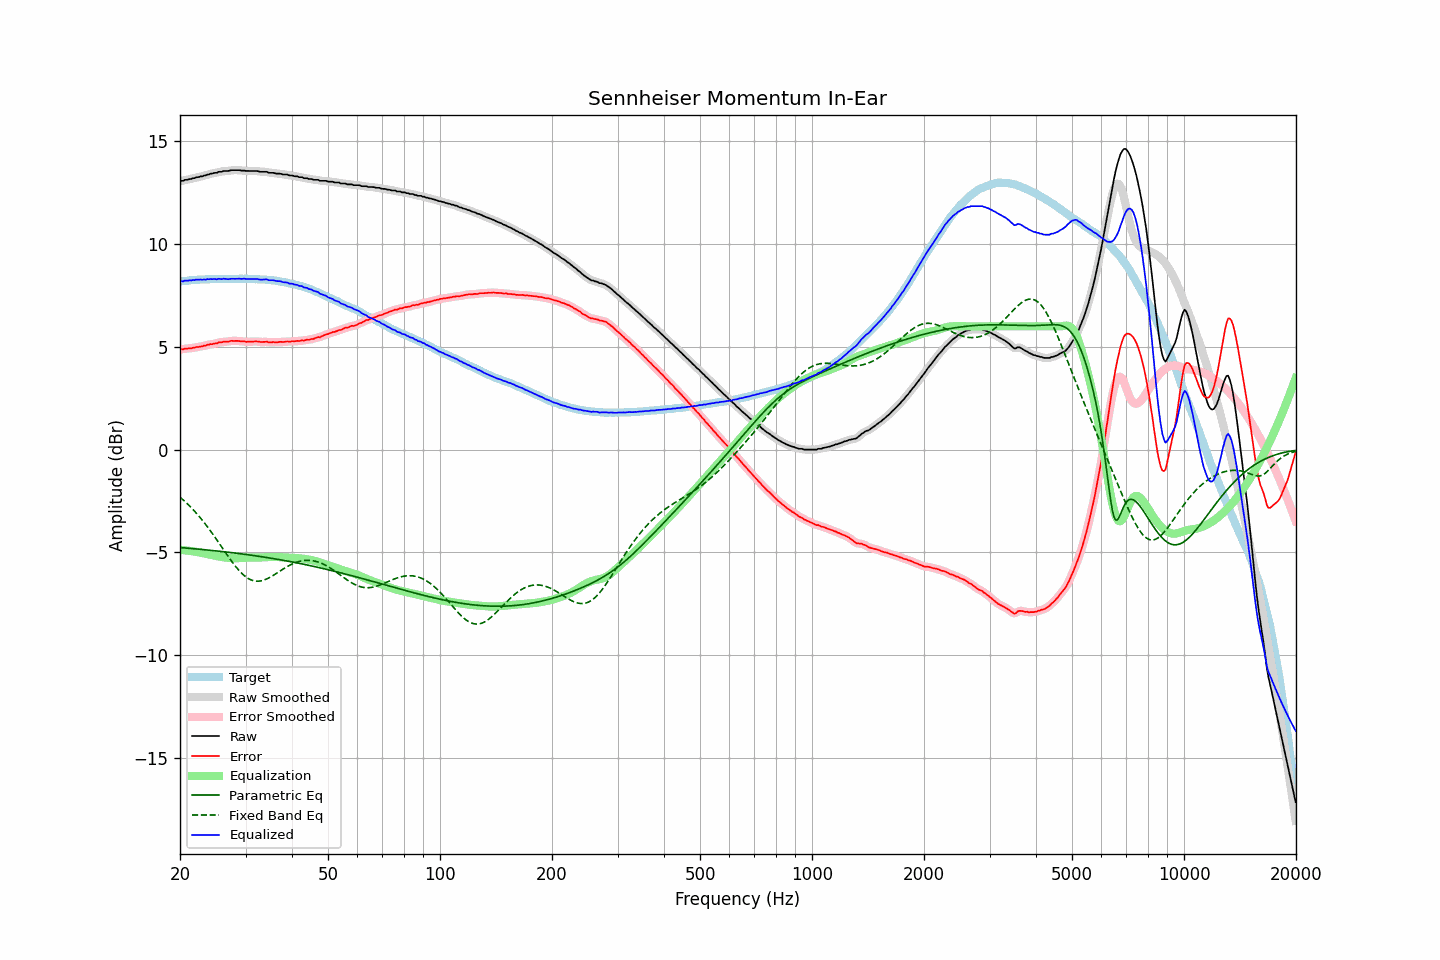 Sennheiser Momentum In-Ear
Amplitude (dBr)
15
10
5
0
−5
−10
−15
Target
Raw Smoothed
Error Smoothed
Raw
Error
Equalization
Parametric Eq
Fixed Band Eq
Equalized
20 50 100 200 500 1000 2000 5000 10000 20000
Frequency (Hz)